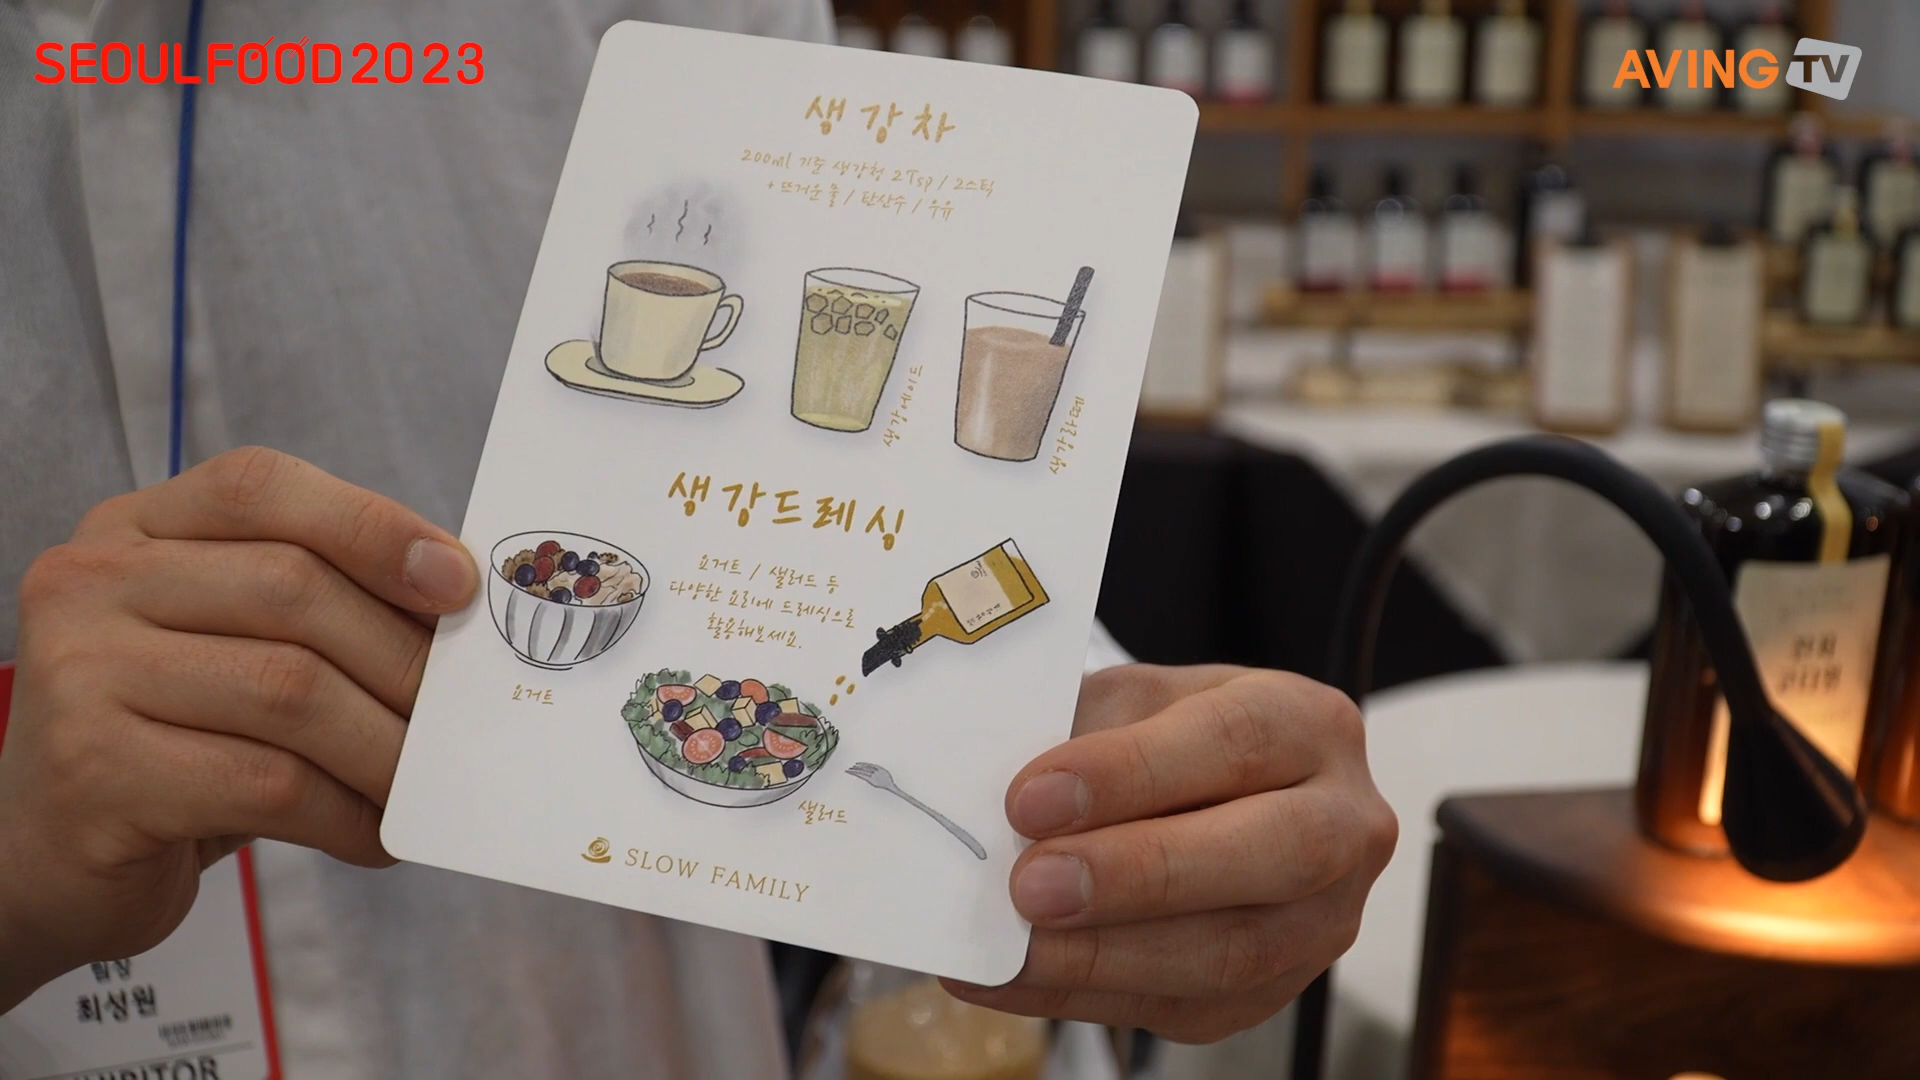 SEOULFOOD2023
AVING TV
생강차
200ml 기준 생강청 2Tsp / 2스틱
+ 뜨거운 물 / 탄산수 / 우유
생강에이드
생강라떼
생강드레싱
요거트 / 샐러드 등
다양한 요리에 드레싱으로
활용해보세요.
요거트
샐러드
SLOW FAMILY
팀장
최성원